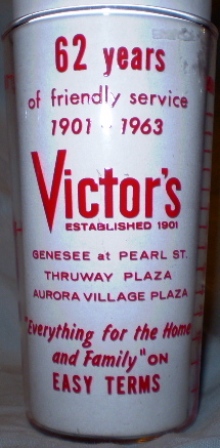 62 years
of friendly service
1901 - 1963
Victor's
ESTABLISHED 1901
GENESEE at PEARL ST.
THRUWAY PLAZA
AURORA VILLAGE PLAZA
"Everything for the Home
and Family" ON
EASY TERMS